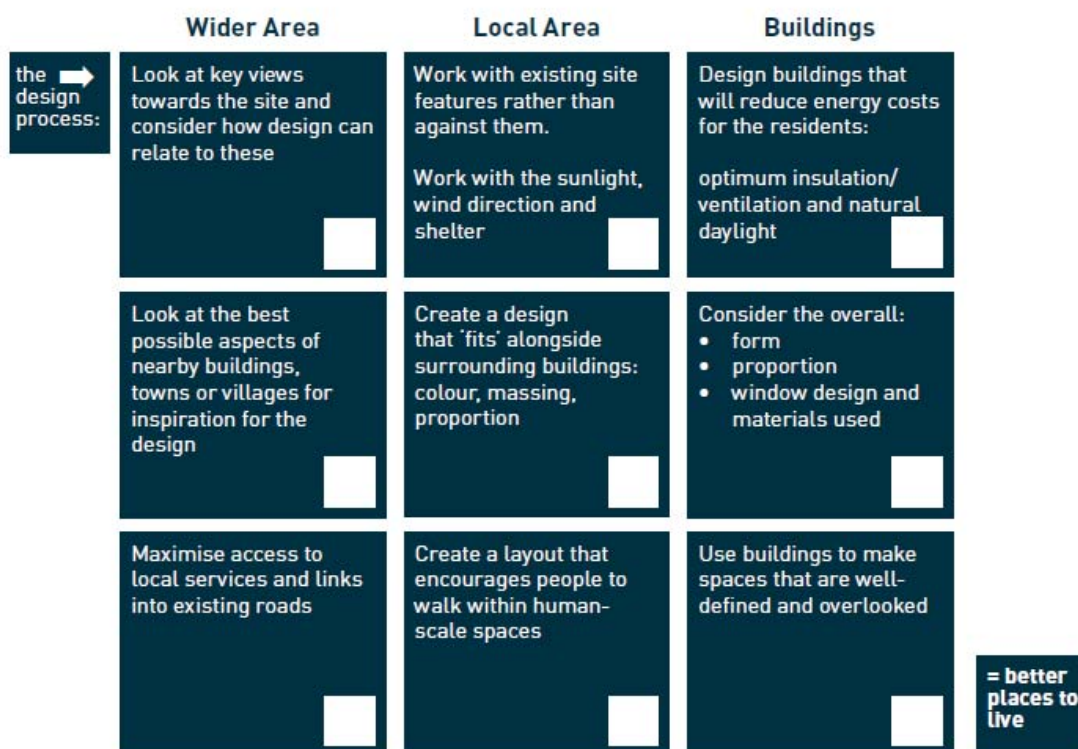 Wider Area
Local Area
Buildings
the
design
process:
Look at key views
towards the site and
consider how design can
relate to these
Work with existing site
features rather than
against them.
Work with the sunlight,
wind direction and
shelter
Design buildings that
will reduce energy costs
for the residents:
optimum insulation/
ventilation and natural
daylight
Look at the best
possible aspects of
nearby buildings,
towns or villages for
inspiration for the
design
Create a design
that ‘fits’ alongside
surrounding buildings:
colour, massing,
proportion
Consider the overall:
• form
• proportion
• window design and
materials used
Maximise access to
local services and links
into existing roads
Create a layout that
encourages people to
walk within human-
scale spaces
Use buildings to make
spaces that are well-
defined and overlooked
= better
places to
live